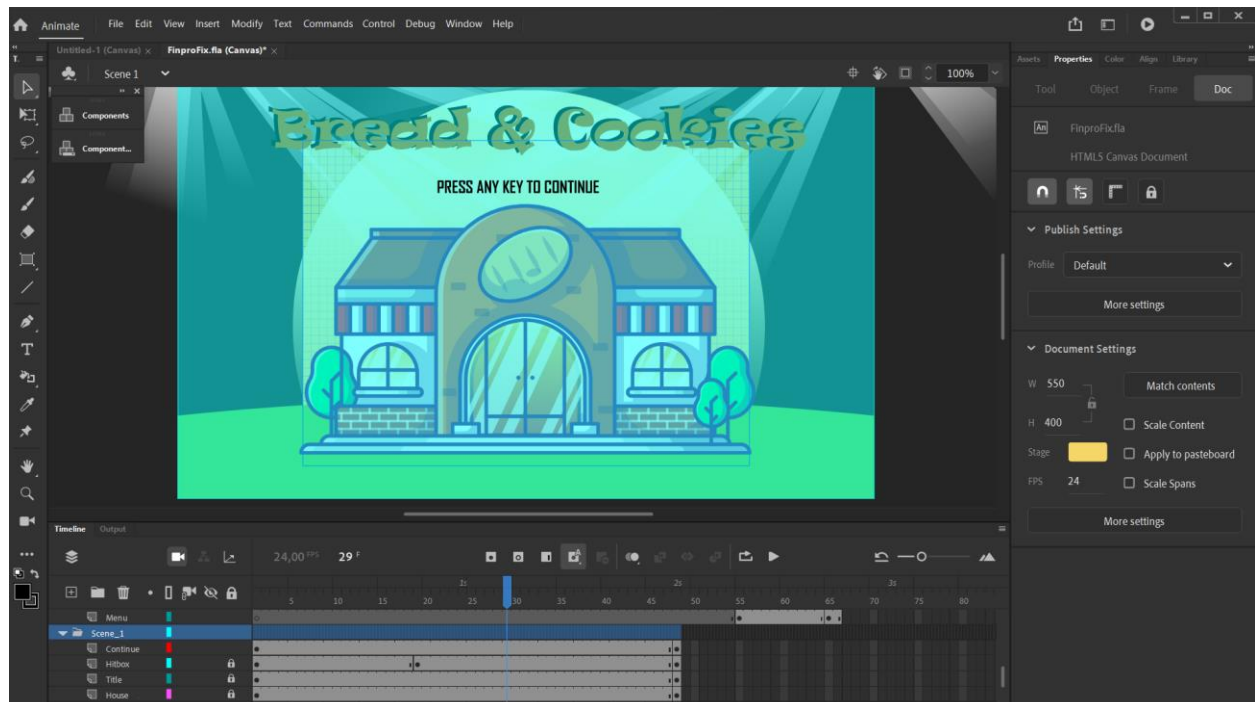 Animate File Edit View Insert Modify Text Commands Control Debug Window Help
Untitled-1 (Canvas) × FinproFix.fla (Canvas)* ×
Scene 1 100%
Components
Component...
Bread & Cookies
PRESS ANY KEY TO CONTINUE
T.
Assets Properties Color Align Library
Tool Object Frame Doc
An FinproFix.fla
HTML5 Canvas Document
Publish Settings
Profile Default
More settings
Document Settings
W 550 Match contents
H 400 Scale Content
Stage Apply to pasteboard
FPS 24 Scale Spans
More settings
Timeline Output
24,00 FPS 29 F
1s 2s 3s
5 10 15 20 25 30 35 40 45 50 55 60 65 70 75 80
Menu
Scene_1
Continue
Hitbox
Title
House